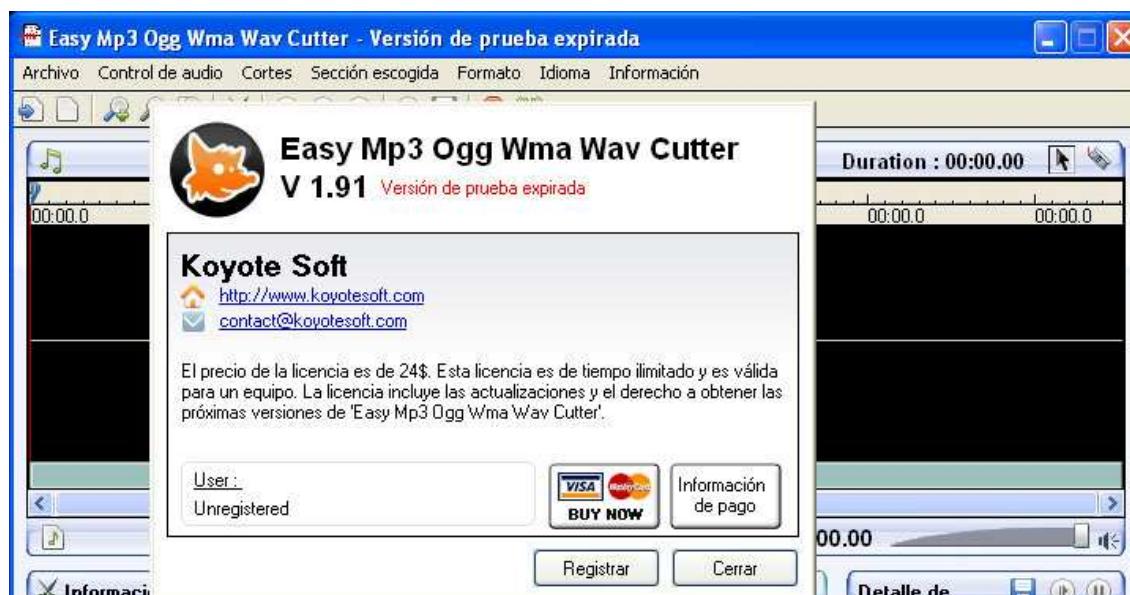 Easy Mp3 Ogg Wma Wav Cutter - Versión de prueba expirada
Archivo Control de audio Cortes Sección escogida Formato Idioma Información
Easy Mp3 Ogg Wma Wav Cutter
V 1.91 Versión de prueba expirada
Duration : 00:00.00
00:00.0 00:00.0 00:00.0
Koyote Soft
http://www.koyotesoft.com
contact@koyotesoft.com
El precio de la licencia es de 24$. Esta licencia es de tiempo ilimitado y es válida
para un equipo. La licencia incluye las actualizaciones y el derecho a obtener las
próximas versiones de 'Easy Mp3 Ogg Wma Wav Cutter'.
User :
Unregistered
VISA MasterCard
BUY NOW
Información
de pago
00.00
Registrar Cerrar
Detalle de